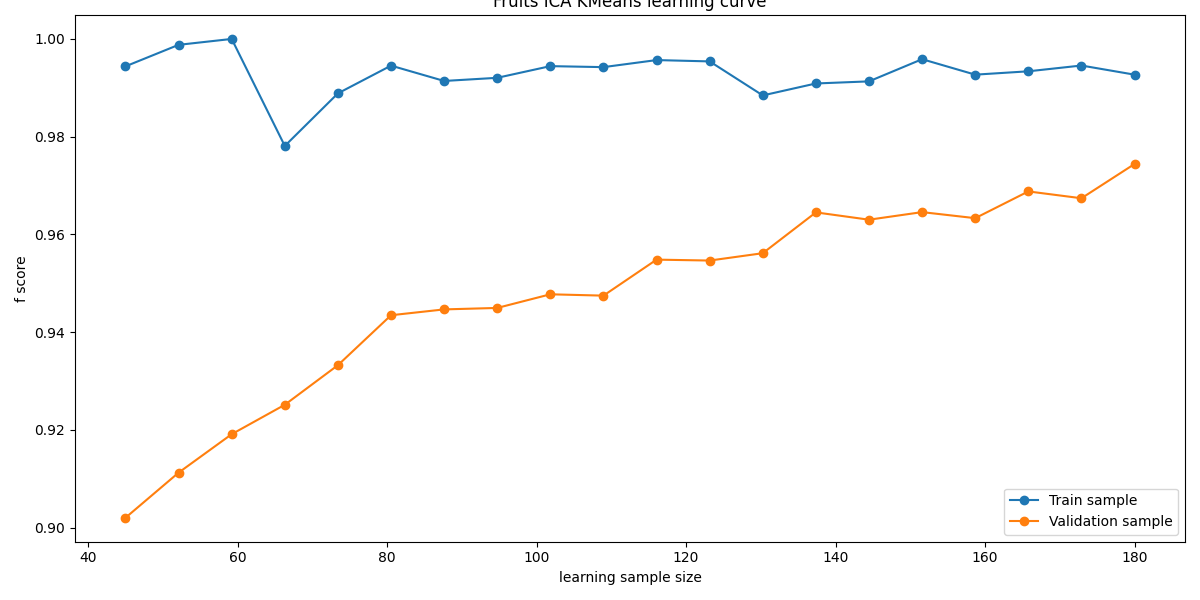 Fruits ICA KMeans learning curve
1.00
0.98
0.96
0.94
0.92
0.90
f score
40 60 80 100 120 140 160 180
learning sample size
Train sample
Validation sample